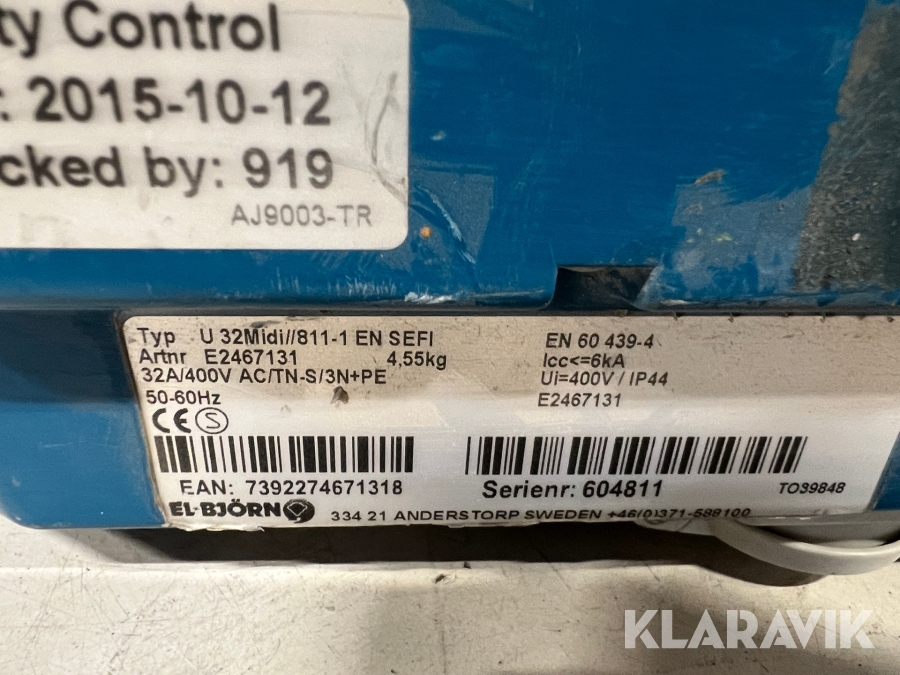 ty Control
: 2015-10-12
cked by: 919
AJ9003-TR
Typ U 32Midi//811-1 EN SEFI
Artnr E2467131 4,55kg
32A/400V AC/TN-S/3N+PE
50-60Hz
EN 60 439-4
Icc<=6kA
Ui=400V / IP44
E2467131
CE S
EAN: 7392274671318
Serienr: 604811
TO39848
EL-BJÖRN
334 21 ANDERSTORP SWEDEN +46(0)371-588100
KLARAVIK